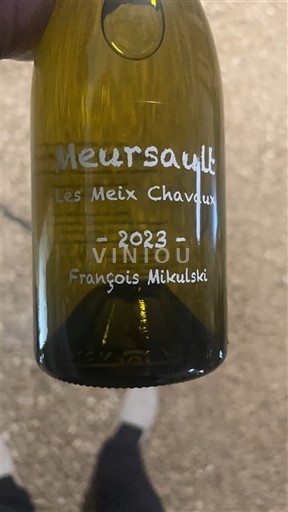 Meursault
Les Meix Chavaux
- 2023 -
VINIOU
François Mikulski